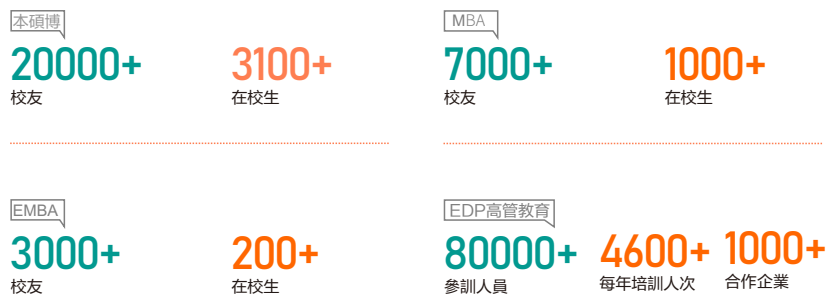 本碩博
20000+ 3100+
校友 在校生
MBA
7000+ 1000+
校友 在校生
EMBA
3000+ 200+
校友 在校生
EDP高管教育
80000+ 4600+ 1000+
參訓人員 每年培訓人次 合作企業